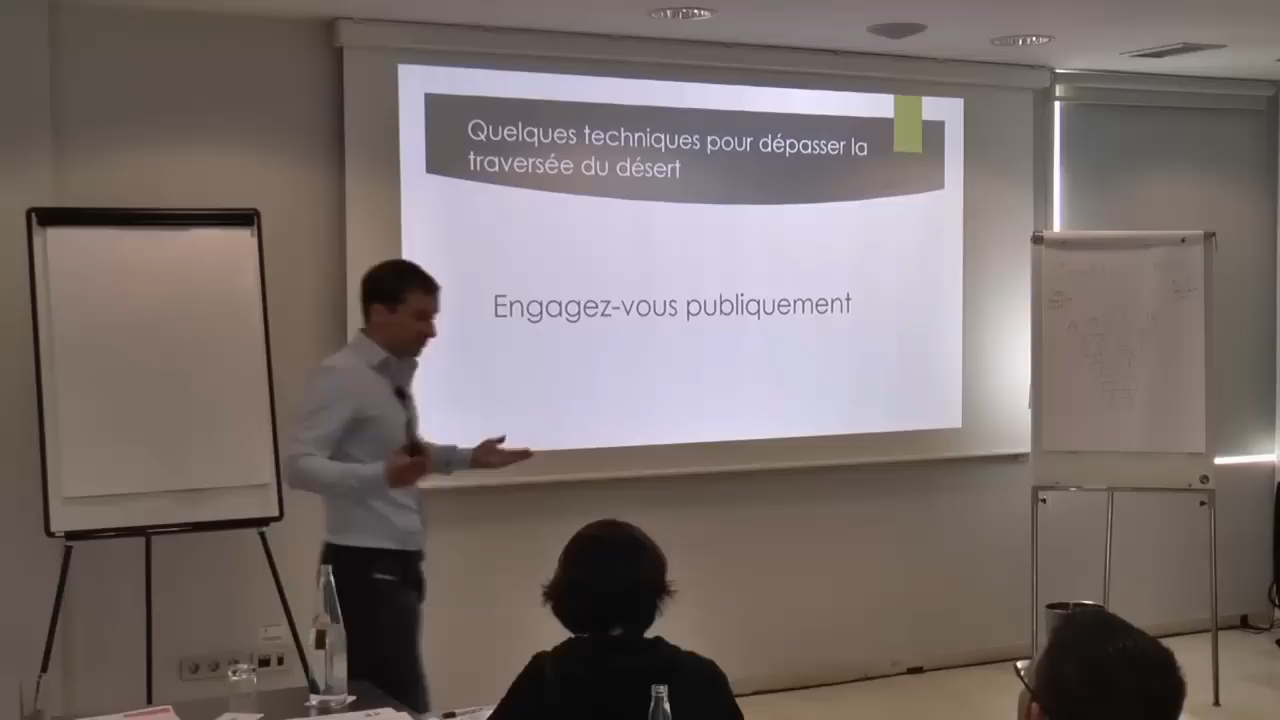 Quelques techniques pour dépasser la
traversée du désert
Engagez-vous publiquement